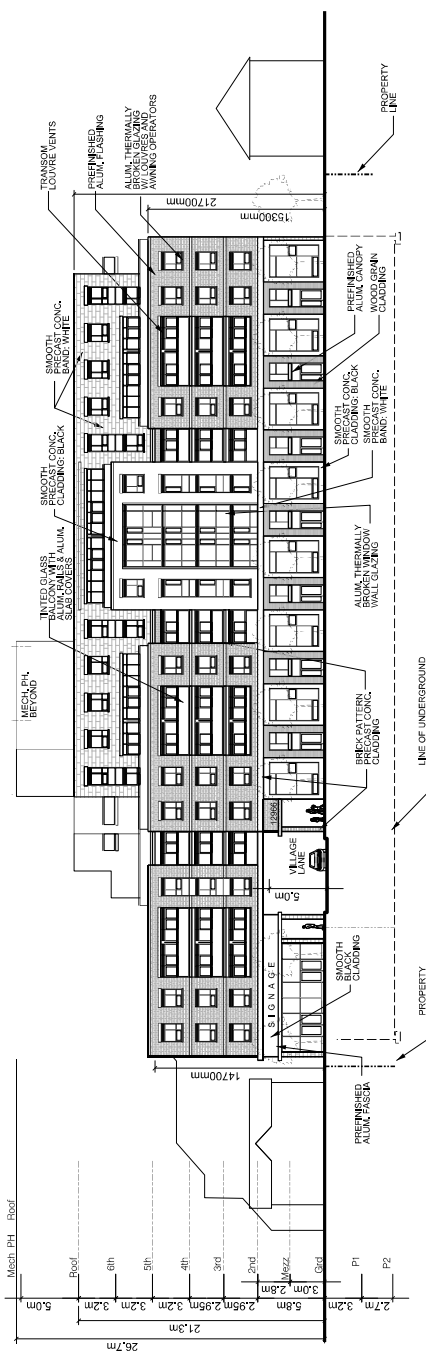 TRANSOM
LOUVRE VENTS
PREFINISHED
ALUM. FLASHING
ALUM. THERMALLY
BROKEN GLAZING
W/ LOUVRES AND
AWNING OPERATORS
21700mm
15300mm
PROPERTY
LINE
SMOOTH
PRECAST CONC.
BAND: WHITE
SMOOTH
PRECAST CONC.
CLADDING: BLACK
TINTED GLASS
BALCONY WITH
ALUM. RAILS & ALUM.
SLAB COVERS
MECH. PH.
BEYOND
PREFINISHED
ALUM. CANOPY
WOOD GRAIN
CLADDING
SMOOTH
PRECAST CONC.
CLADDING: BLACK
SMOOTH
PRECAST CONC.
BAND: WHITE
ALUM. THERMALLY
BROKEN WINDOW
WALL GLAZING
BRICK PATTERN
PRECAST CONC.
CLADDING
LINE OF UNDERGROUND
12966
VILLAGE
LANE
5.0m
SIGNAGE
SMOOTH
BLACK
CLADDING
PROPERTY
PREFINISHED
ALUM. FASCIA
14700mm
Mech PH Roof
Roof
6th
5th
4th
3rd
2nd
Mezz
Grd
P1
P2
5.0m
3.2m
3.2m
3.2m
2.95m
2.95m
2.8m
3.0m
5.8m
3.2m
2.7m
21.3m
26.7m